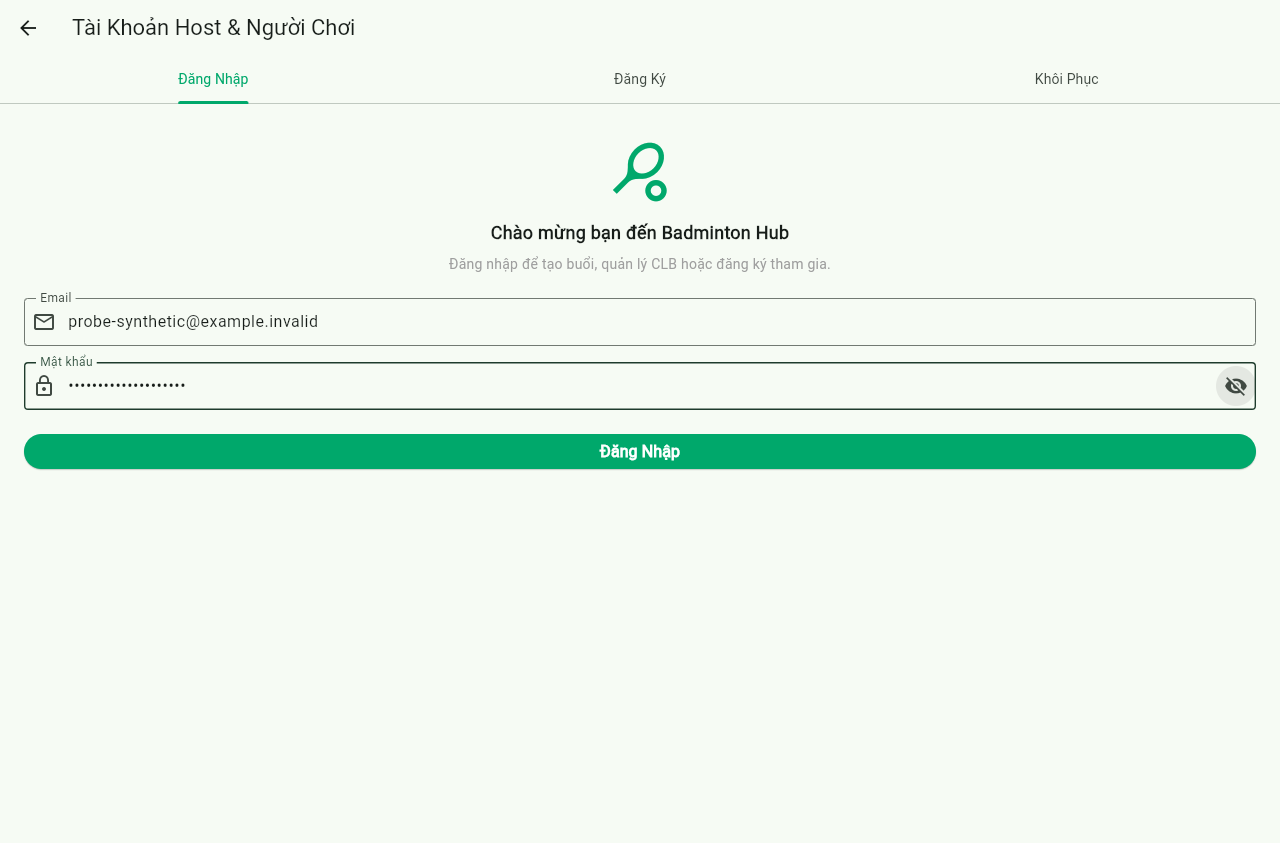 Tài Khoản Host & Người Chơi
Đăng Nhập
Đăng Ký
Khôi Phục
Chào mừng bạn đến Badminton Hub
Đăng nhập để tạo buổi, quản lý CLB hoặc đăng ký tham gia.
Email
probe-synthetic@example.invalid
Mật khẩu
••••••••••••••••••••
Đăng Nhập